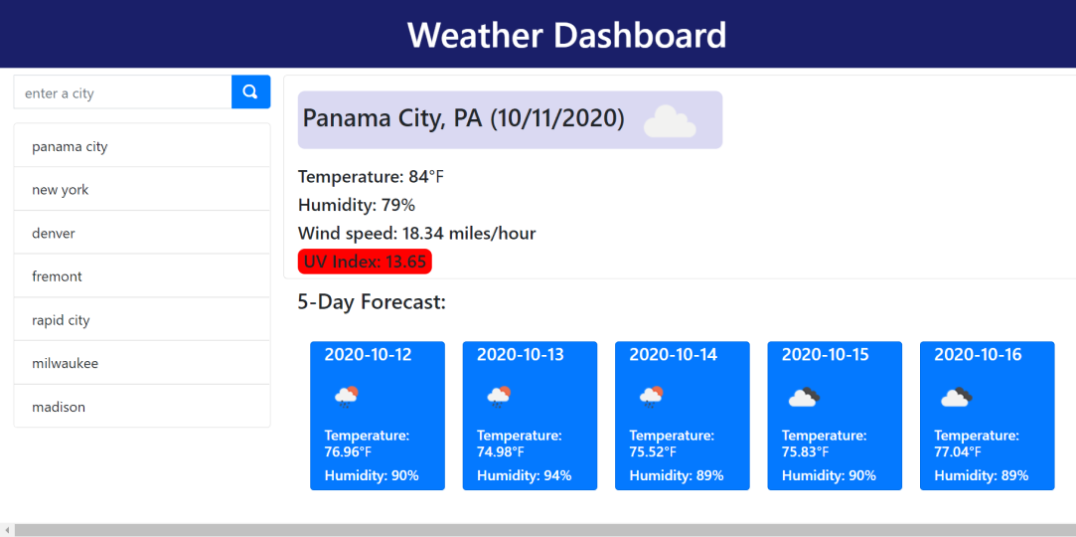 Weather Dashboard
enter a city
panama city
new york
denver
fremont
rapid city
milwaukee
madison
Panama City, PA (10/11/2020)
Temperature: 84°F
Humidity: 79%
Wind speed: 18.34 miles/hour
UV Index: 13.65
5-Day Forecast:
2020-10-12
Temperature:
76.96°F
Humidity: 90%
2020-10-13
Temperature:
74.98°F
Humidity: 94%
2020-10-14
Temperature:
75.52°F
Humidity: 89%
2020-10-15
Temperature:
75.83°F
Humidity: 90%
2020-10-16
Temperature:
77.04°F
Humidity: 89%